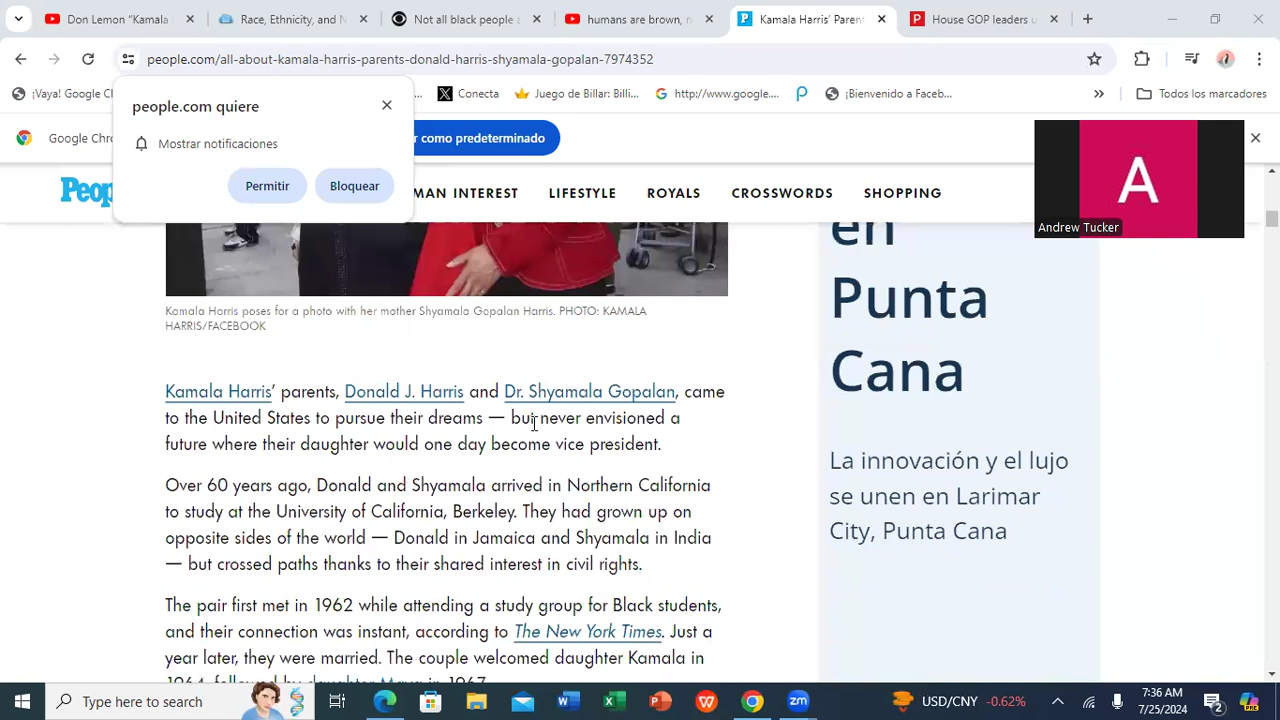 Don Lemon "Kamala
Race, Ethnicity, and N
Not all black people a
humans are brown, n
Kamala Harris' Parent
House GOP leaders u
people.com/all-about-kamala-harris-parents-donald-harris-shyamala-gopalan-7974352
¡Vaya! Google Ch
Conecta
Juego de Billar: Billi...
http://www.google....
¡Bienvenido a Faceb...
Todos los marcadores
people.com quiere
Mostrar notificaciones
Permitir
Bloquear
Google Chr
r como predeterminado
A
Andrew Tucker
Peop
MAN INTEREST
LIFESTYLE
ROYALS
CROSSWORDS
SHOPPING
Kamala Harris poses for a photo with her mother Shyamala Gopalan Harris. PHOTO: KAMALA
HARRIS/FACEBOOK
Kamala Harris' parents, Donald J. Harris and Dr. Shyamala Gopalan, came
to the United States to pursue their dreams — but never envisioned a
future where their daughter would one day become vice president.
Over 60 years ago, Donald and Shyamala arrived in Northern California
to study at the University of California, Berkeley. They had grown up on
opposite sides of the world — Donald in Jamaica and Shyamala in India
— but crossed paths thanks to their shared interest in civil rights.
The pair first met in 1962 while attending a study group for Black students,
and their connection was instant, according to The New York Times. Just a
year later, they were married. The couple welcomed daughter Kamala in
1964, followed by daughter Maya in 1967.
en
Punta
Cana
La innovación y el lujo
se unen en Larimar
City, Punta Cana
Type here to search
USD/CNY -0.62%
7:36 AM
7/25/2024
2